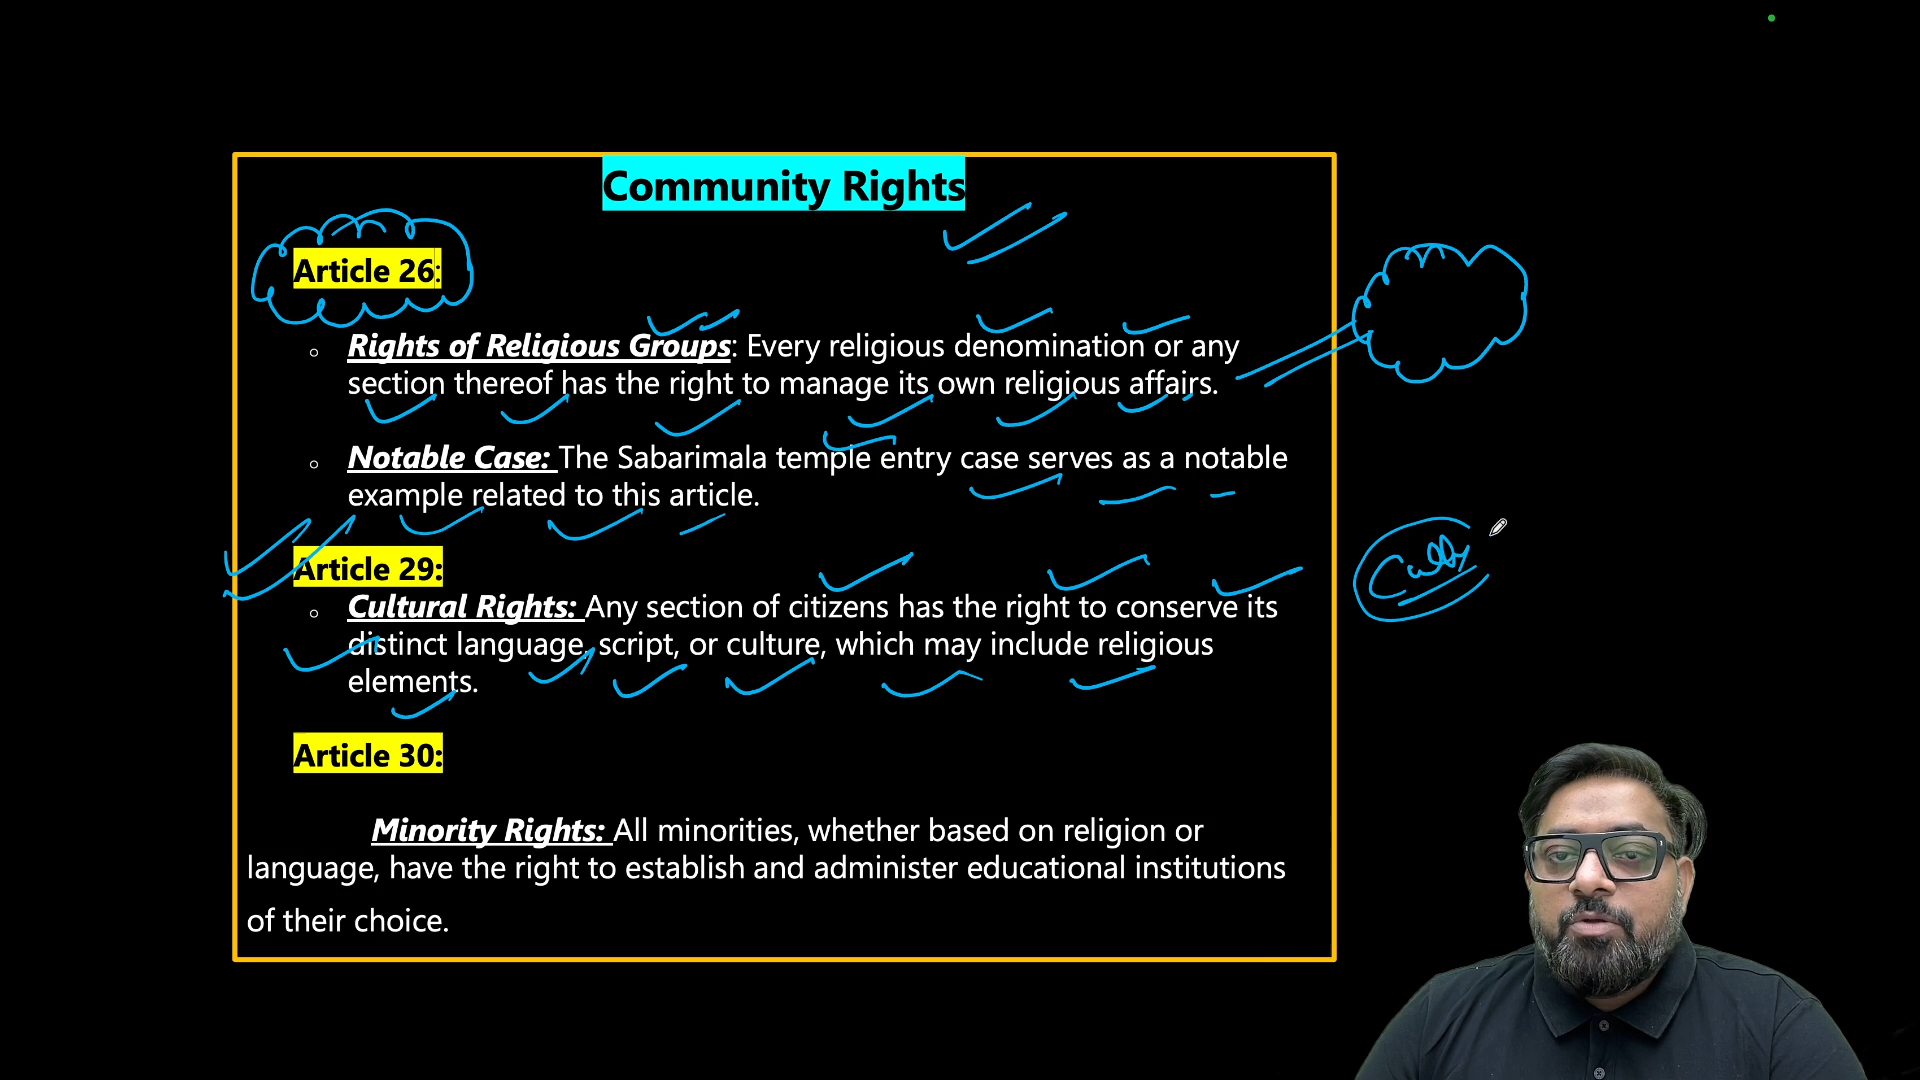 Community Rights
Article 26:
Rights of Religious Groups: Every religious denomination or any
section thereof has the right to manage its own religious affairs.
Notable Case: The Sabarimala temple entry case serves as a notable
example related to this article.
Article 29:
Cultural Rights: Any section of citizens has the right to conserve its
distinct language, script, or culture, which may include religious
elements.
Article 30:
Minority Rights: All minorities, whether based on religion or
language, have the right to establish and administer educational institutions
of their choice.